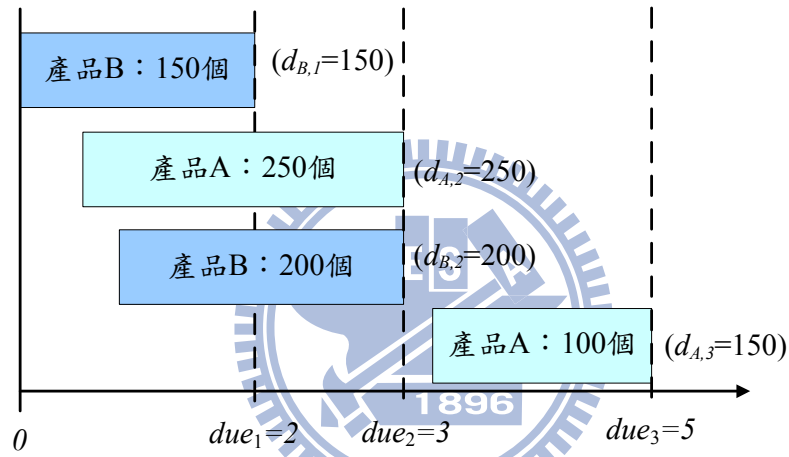 產品B：150個
(d_{B,1}=150)
產品A：250個
(d_{A,2}=250)
產品B：200個
(d_{B,2}=200)
產品A：100個
(d_{A,3}=150)
1896
0
due₁=2
due₂=3
due₃=5